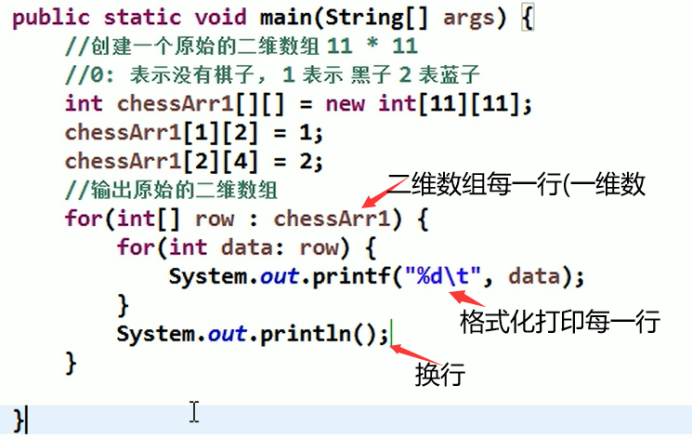 public static void main(String[] args) {
//创建一个原始的二维数组 11 * 11
//0: 表示没有棋子, 1 表示 黑子 2 表蓝子
int chessArr1[][] = new int[11][11];
chessArr1[1][2] = 1;
chessArr1[2][4] = 2;
//输出原始的二维数组
二维数组每一行(一维数
for(int[] row : chessArr1) {
for(int data: row) {
System.out.printf("%d\t", data);
}
格式化打印每一行
System.out.println();
换行
}
}